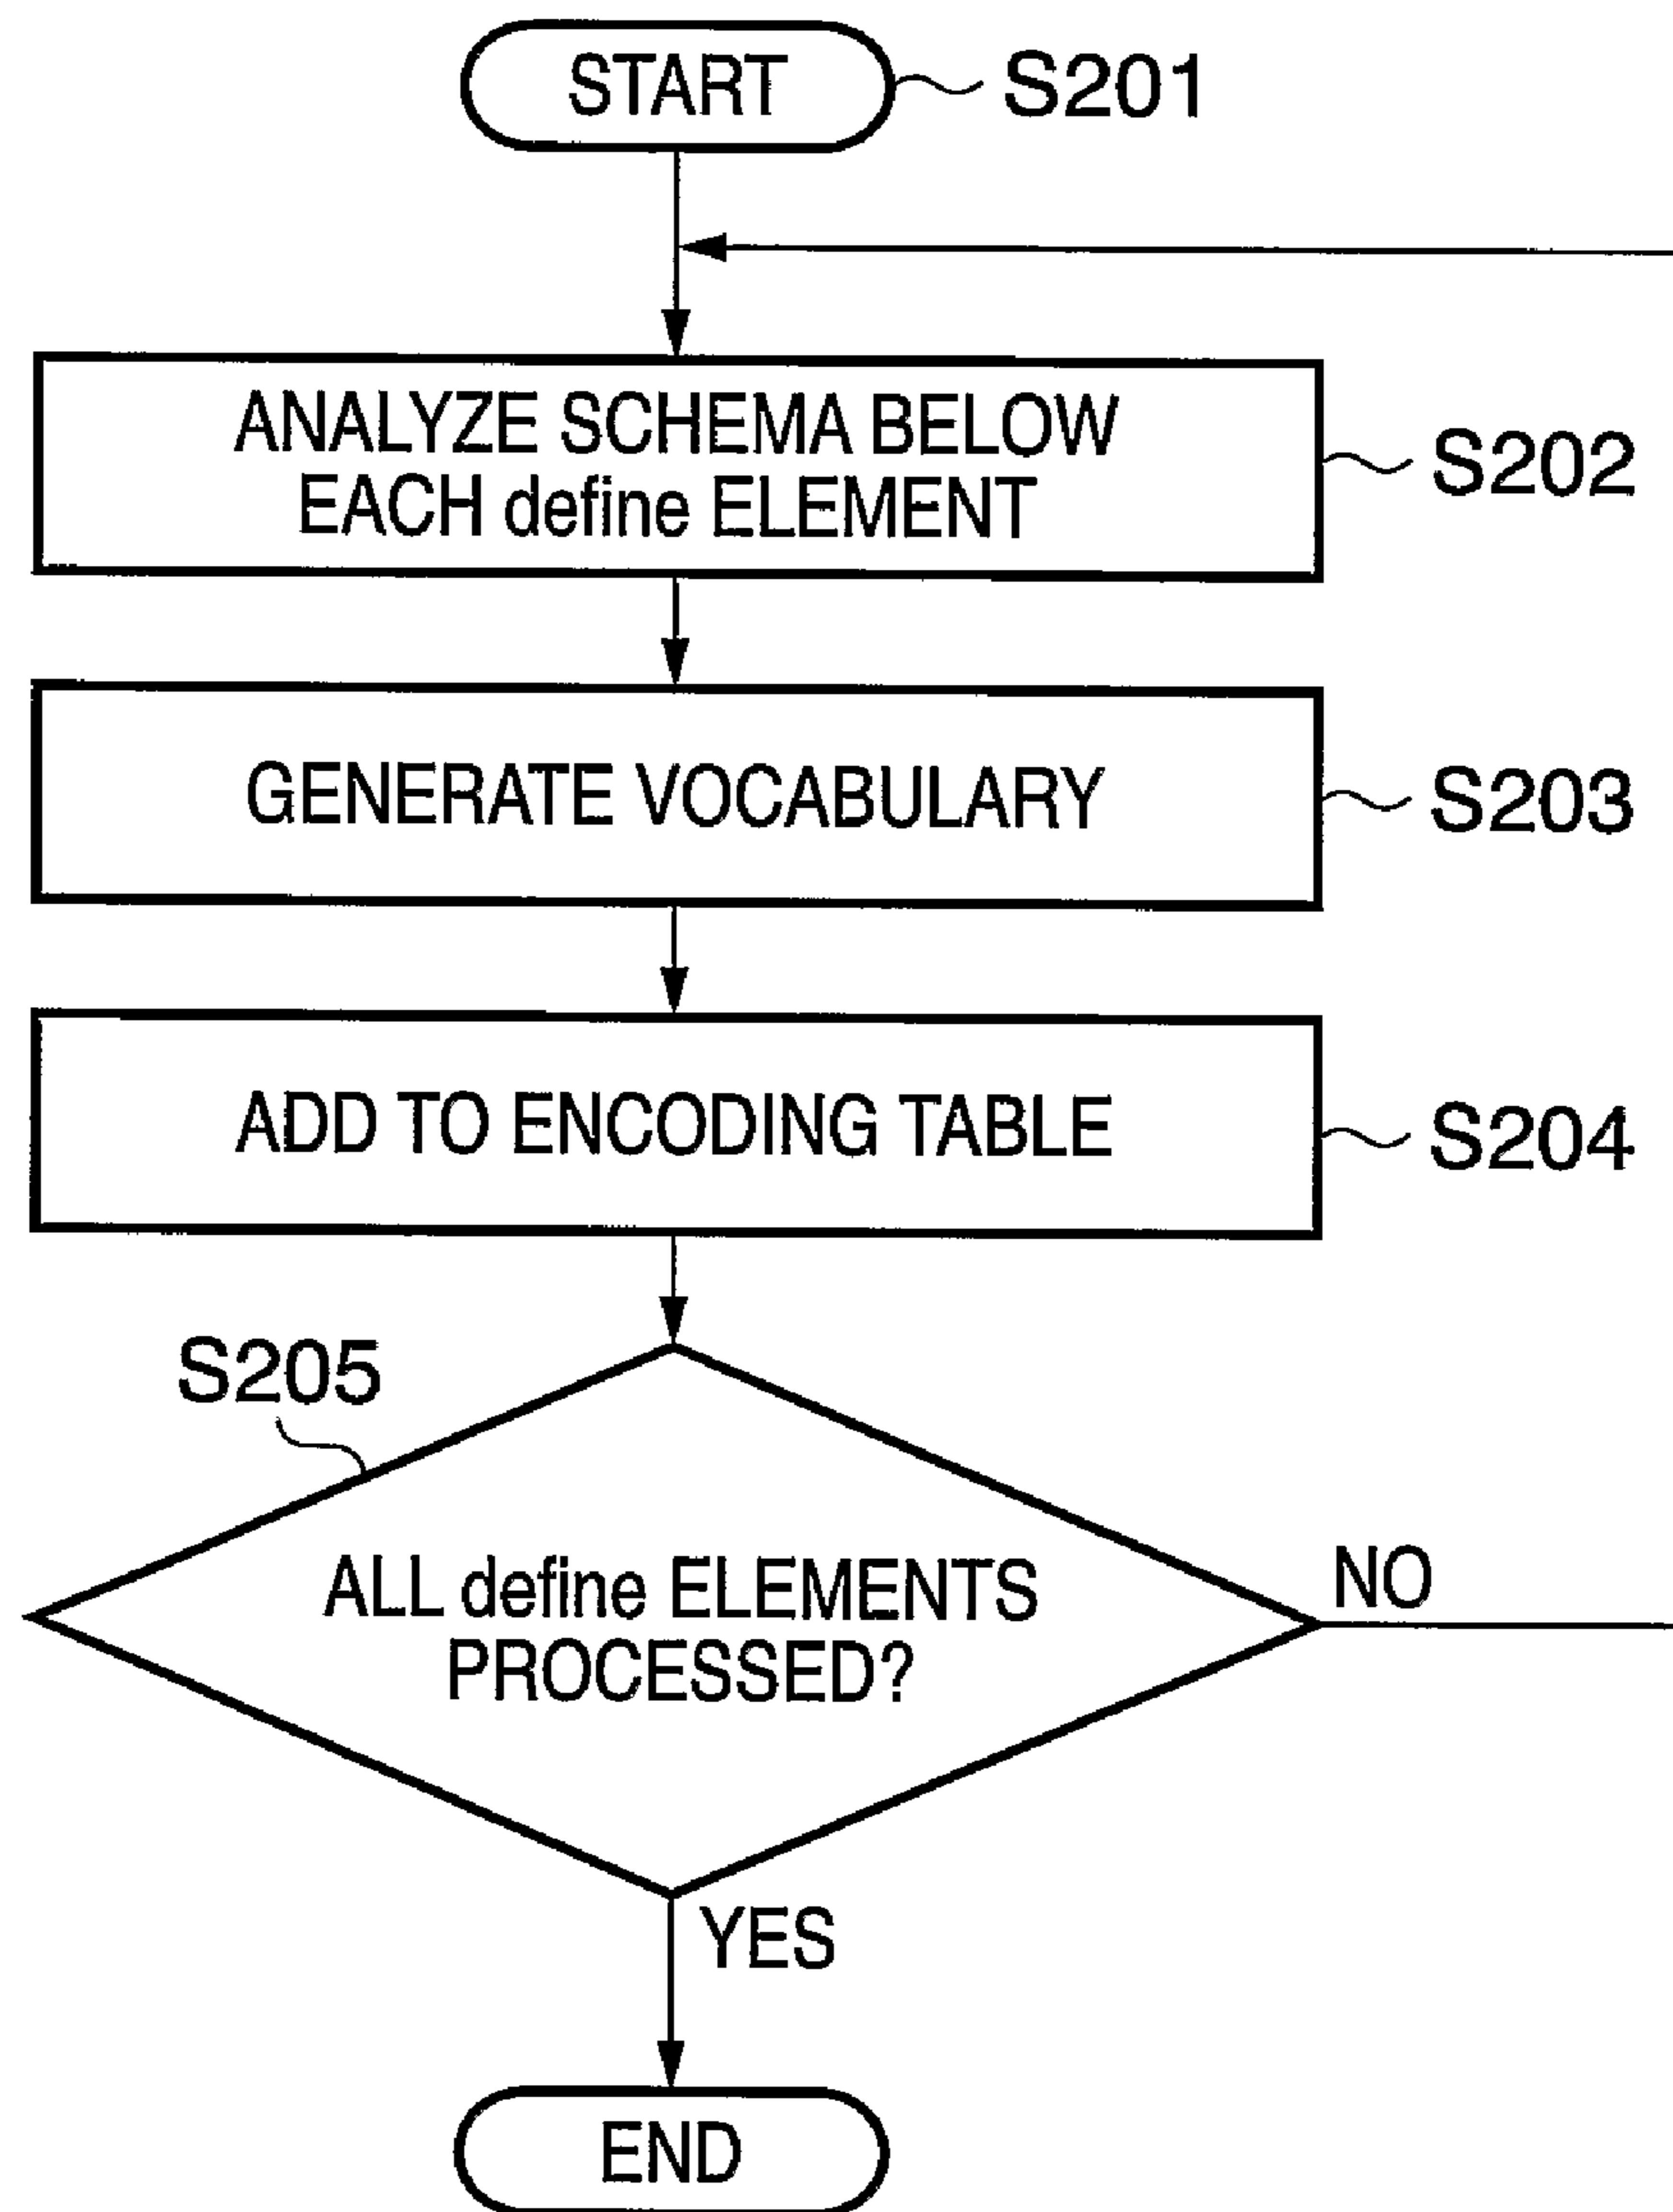 START
S201
ANALYZE SCHEMA BELOW
EACH define ELEMENT
S202
GENERATE VOCABULARY
S203
ADD TO ENCODING TABLE
S204
S205
ALL define ELEMENTS
PROCESSED?
NO
YES
END